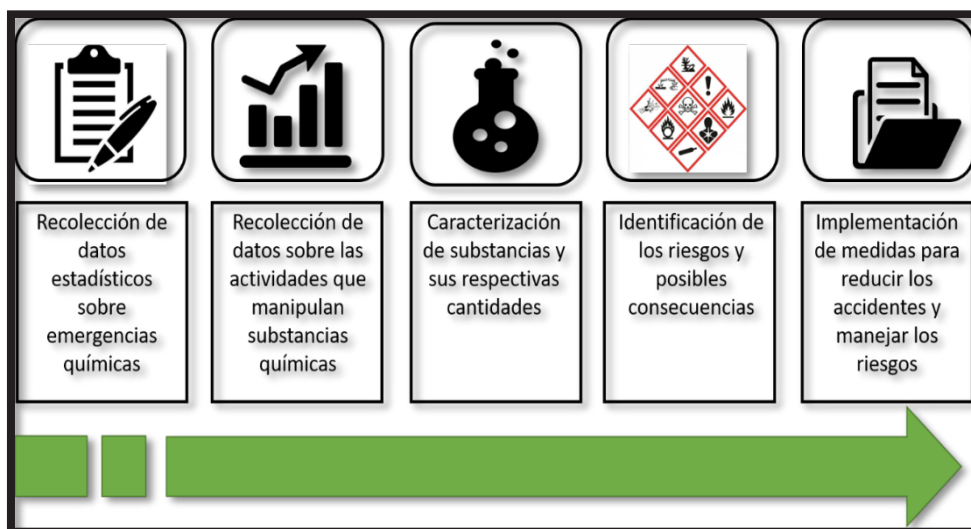 Recolección de
datos
estadísticos
sobre
emergencias
químicas
Recolección de
datos sobre las
actividades que
manipulan
substancias
químicas
Caracterización
de substancias y
sus respectivas
cantidades
Identificación de
los riesgos y
posibles
consecuencias
Implementación
de medidas para
reducir los
accidentes y
manejar los
riesgos